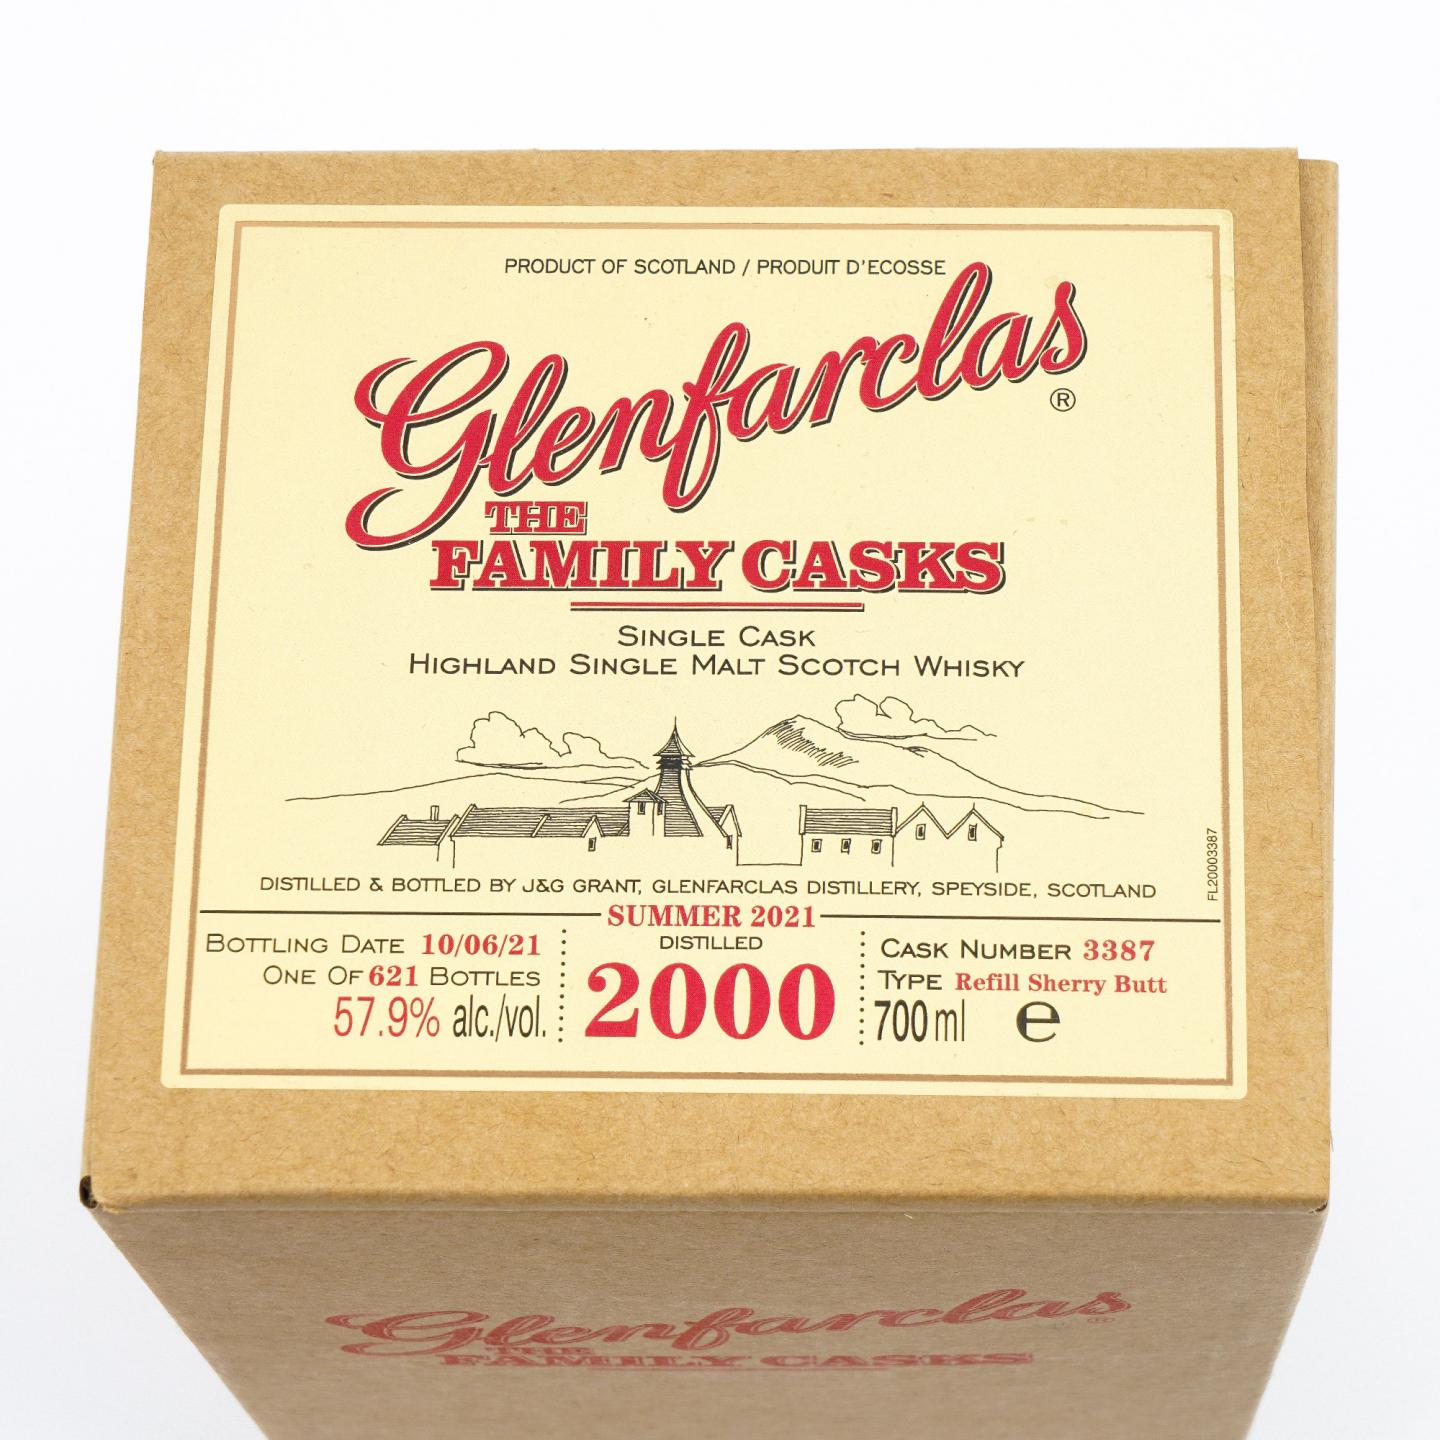 PRODUCT OF SCOTLAND / PRODUIT D'ECOSSE
Glenfarclas®
THE
FAMILY CASKS
SINGLE CASK
HIGHLAND SINGLE MALT SCOTCH WHISKY
FL20003387
DISTILLED & BOTTLED BY J&G GRANT, GLENFARCLAS DISTILLERY, SPEYSIDE, SCOTLAND
SUMMER 2021
BOTTLING DATE 10/06/21
ONE OF 621 BOTTLES
57.9% alc./vol.
DISTILLED
2000
CASK NUMBER 3387
TYPE Refill Sherry Butt
700 ml e
Glenfarclas®
THE
FAMILY CASKS